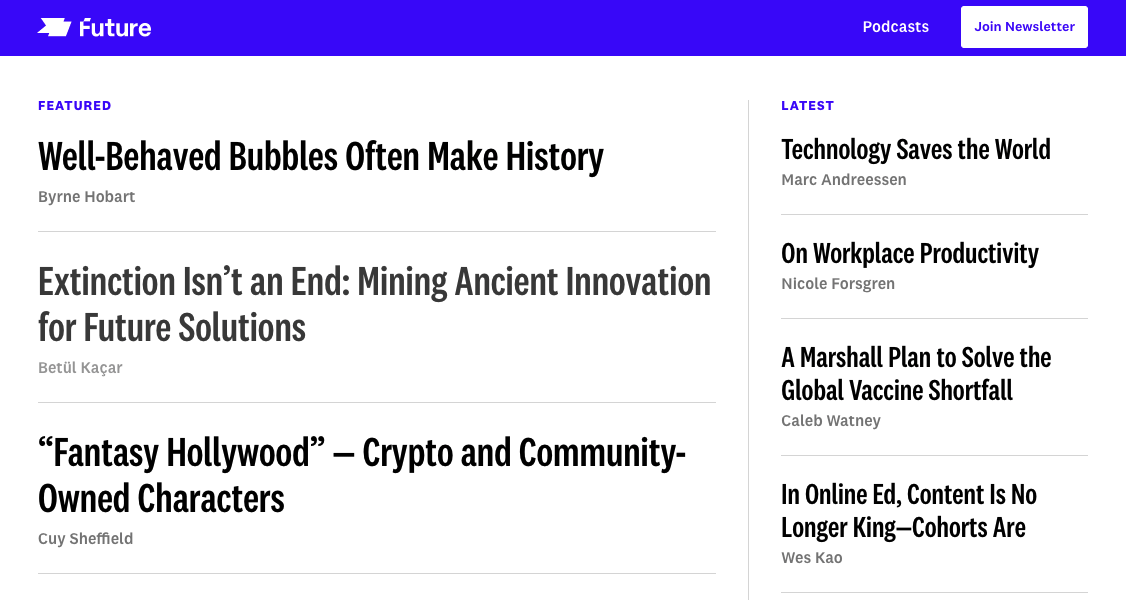 Future
Podcasts
Join Newsletter
FEATURED
Well-Behaved Bubbles Often Make History
Byrne Hobart
Extinction Isn’t an End: Mining Ancient Innovation
for Future Solutions
Betül Kaçar
“Fantasy Hollywood” — Crypto and Community-
Owned Characters
Cuy Sheffield
LATEST
Technology Saves the World
Marc Andreessen
On Workplace Productivity
Nicole Forsgren
A Marshall Plan to Solve the
Global Vaccine Shortfall
Caleb Watney
In Online Ed, Content Is No
Longer King—Cohorts Are
Wes Kao